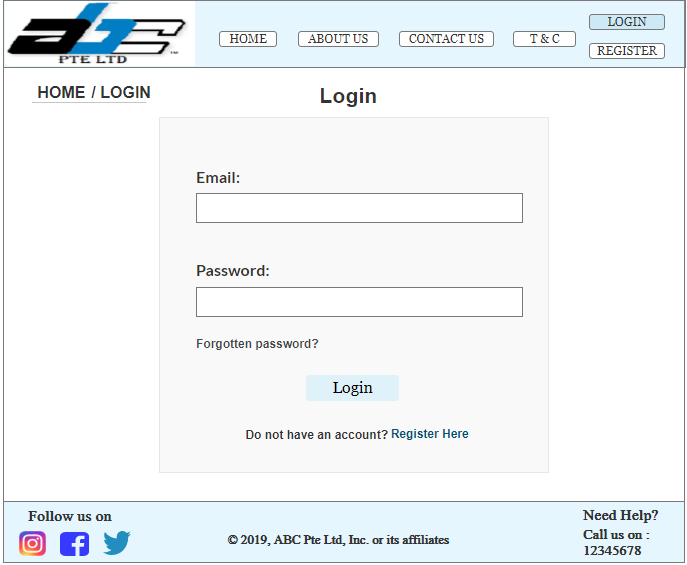 abc
PTE LTD
HOME
ABOUT US
CONTACT US
T & C
LOGIN
REGISTER
HOME / LOGIN
Login
Email:
Password:
Forgotten password?
Login
Do not have an account? Register Here
Follow us on
© 2019, ABC Pte Ltd, Inc. or its affiliates
Need Help?
Call us on :
12345678